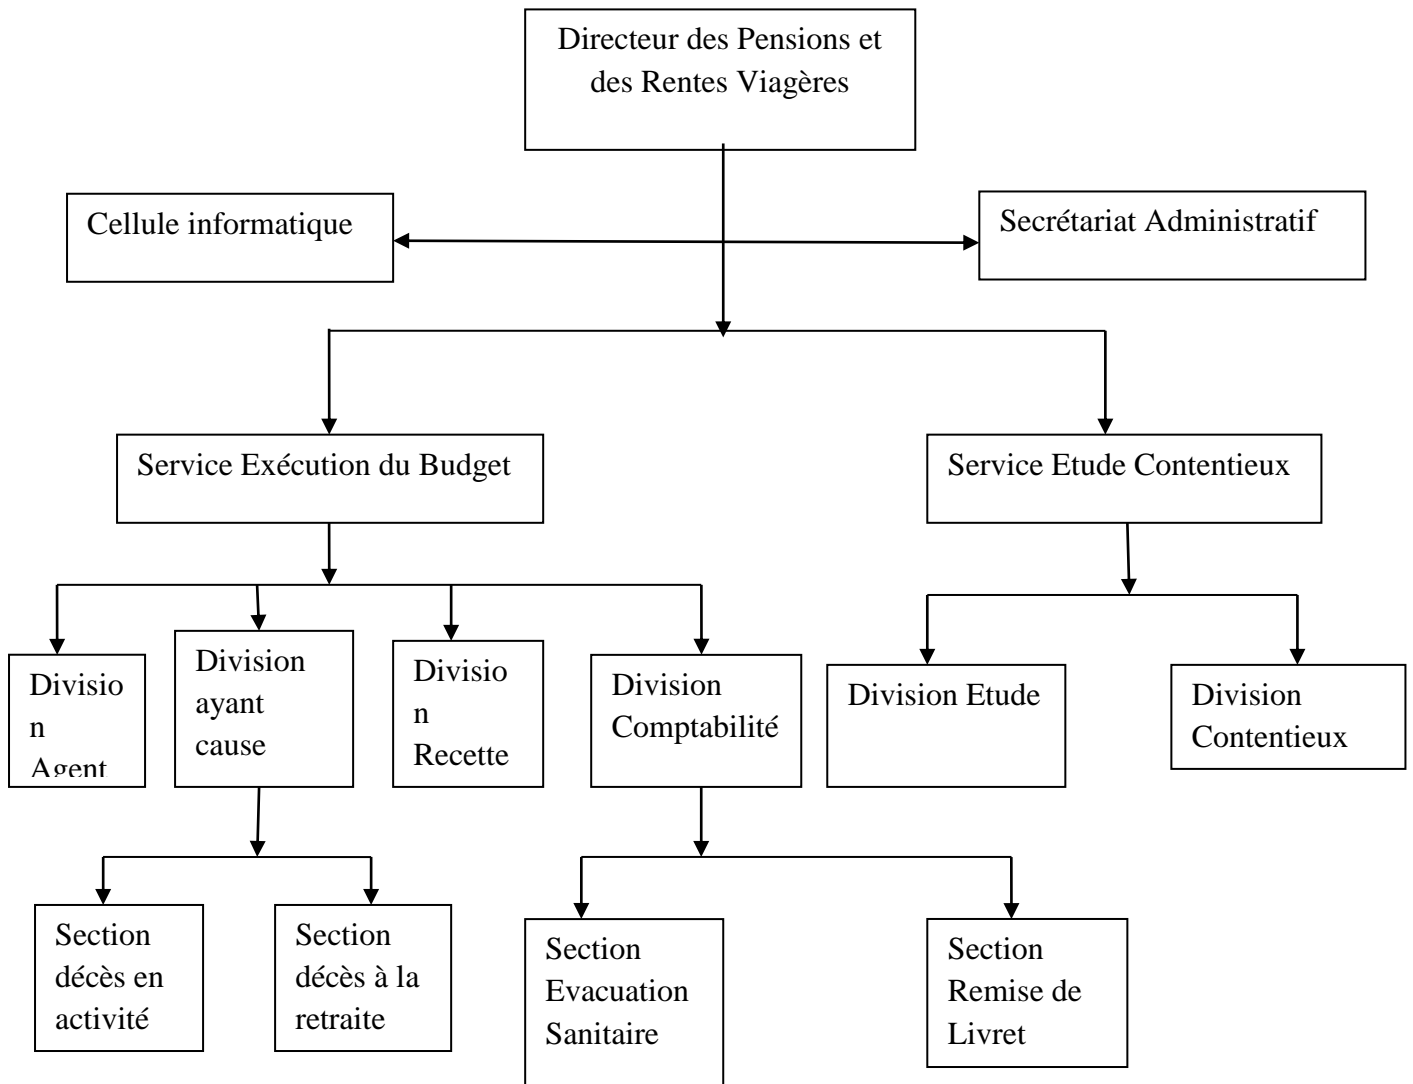 Directeur des Pensions et
des Rentes Viagères
Cellule informatique
Secrétariat Administratif
Service Exécution du Budget
Service Etude Contentieux
Divisio
n
Agent
Division
ayant
cause
Divisio
n
Recette
Division
Comptabilité
Division Etude
Division
Contentieux
Section
décès en
activité
Section
décès à la
retraite
Section
Evacuation
Sanitaire
Section
Remise de
Livret